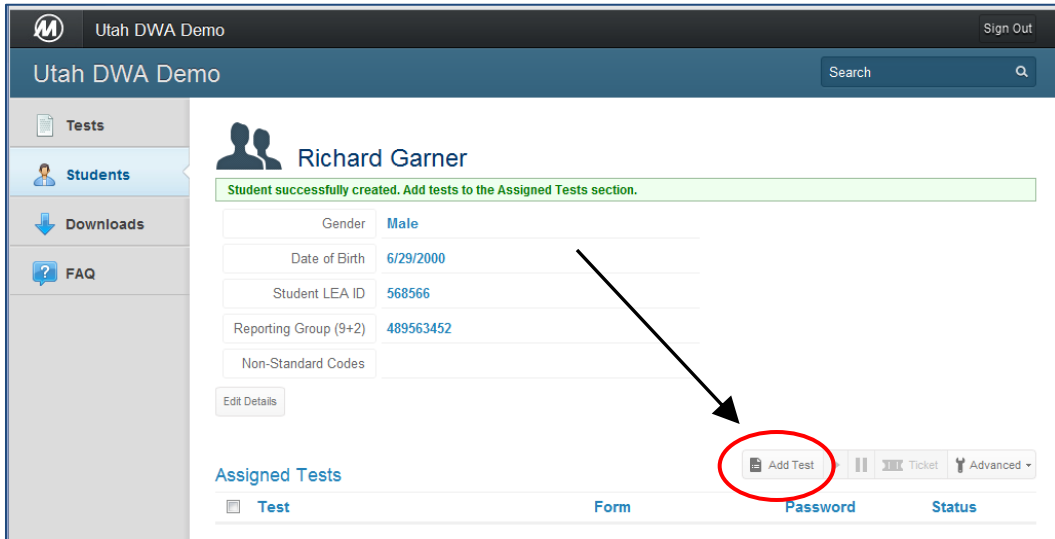 Utah DWA Demo Sign Out
Utah DWA Demo Search
Tests
Students
Downloads
FAQ
Richard Garner
Student successfully created. Add tests to the Assigned Tests section.
Gender Male
Date of Birth 6/29/2000
Student LEA ID 568566
Reporting Group (9+2) 489563452
Non-Standard Codes
Edit Details
Assigned Tests
Add Test Ticket Advanced
Test Form Password Status